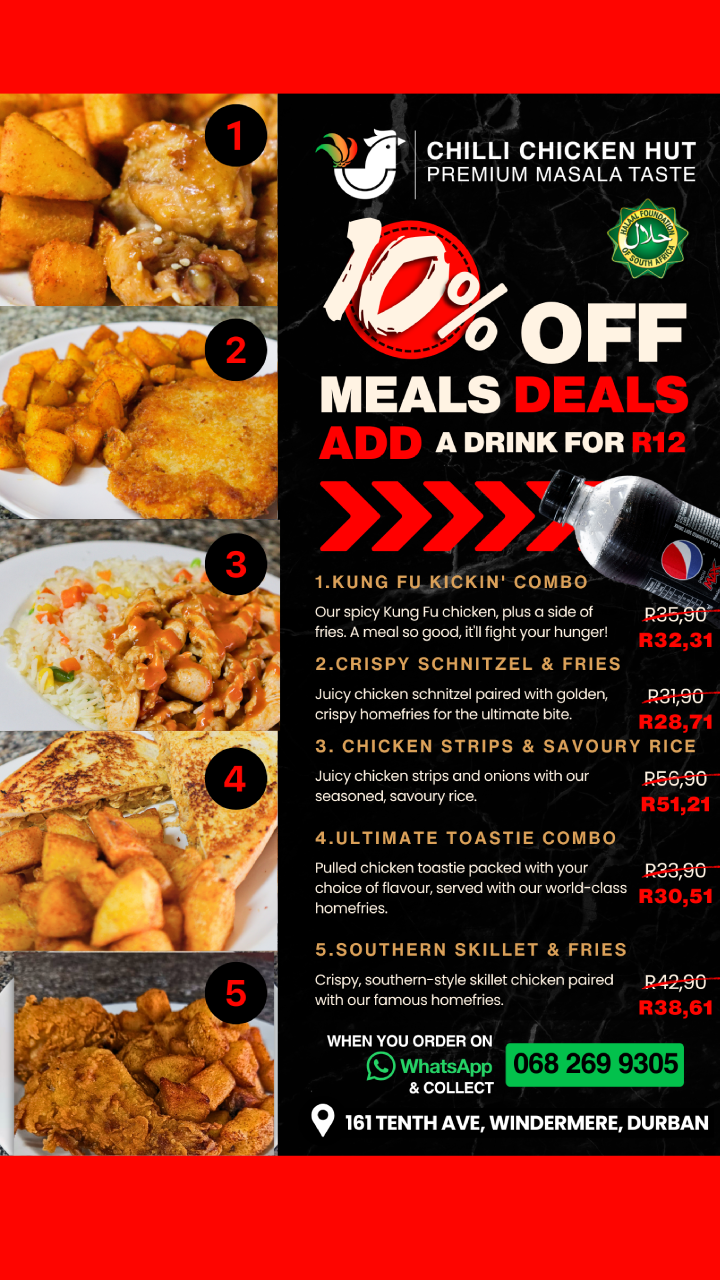 1
2
3
4
5
CHILLI CHICKEN HUT
PREMIUM MASALA TASTE
HALAAL FOUNDATION
حلال
OF SOUTH AFRICA
10% OFF
MEALS DEALS
ADD A DRINK FOR R12
1.KUNG FU KICKIN' COMBO
Our spicy Kung Fu chicken, plus a side of
fries. A meal so good, it'll fight your hunger!
R35,90
R32,31
2.CRISPY SCHNITZEL & FRIES
Juicy chicken schnitzel paired with golden,
crispy homefries for the ultimate bite.
R31,90
R28,71
3. CHICKEN STRIPS & SAVOURY RICE
Juicy chicken strips and onions with our
seasoned, savoury rice.
R56,90
R51,21
4.ULTIMATE TOASTIE COMBO
Pulled chicken toastie packed with your
choice of flavour, served with our world-class
homefries.
R33,90
R30,51
5.SOUTHERN SKILLET & FRIES
Crispy, southern-style skillet chicken paired
with our famous homefries.
R42,90
R38,61
WHEN YOU ORDER ON
WhatsApp
& COLLECT
068 269 9305
161 TENTH AVE, WINDERMERE, DURBAN